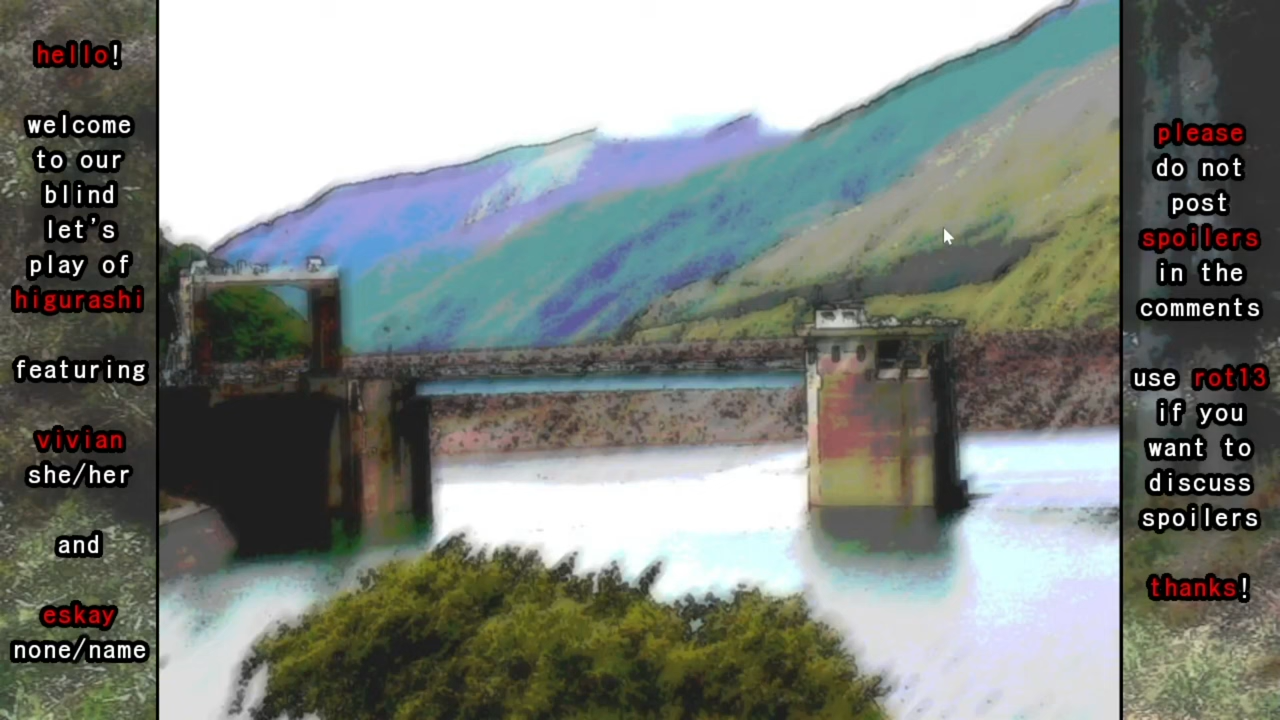 hello!
welcome
to our
blind
let's
play of
higurashi
featuring
vivian
she/her
and
eskay
none/name
please
do not
post
spoilers
in the
comments
use rot13
if you
want to
discuss
spoilers
thanks!